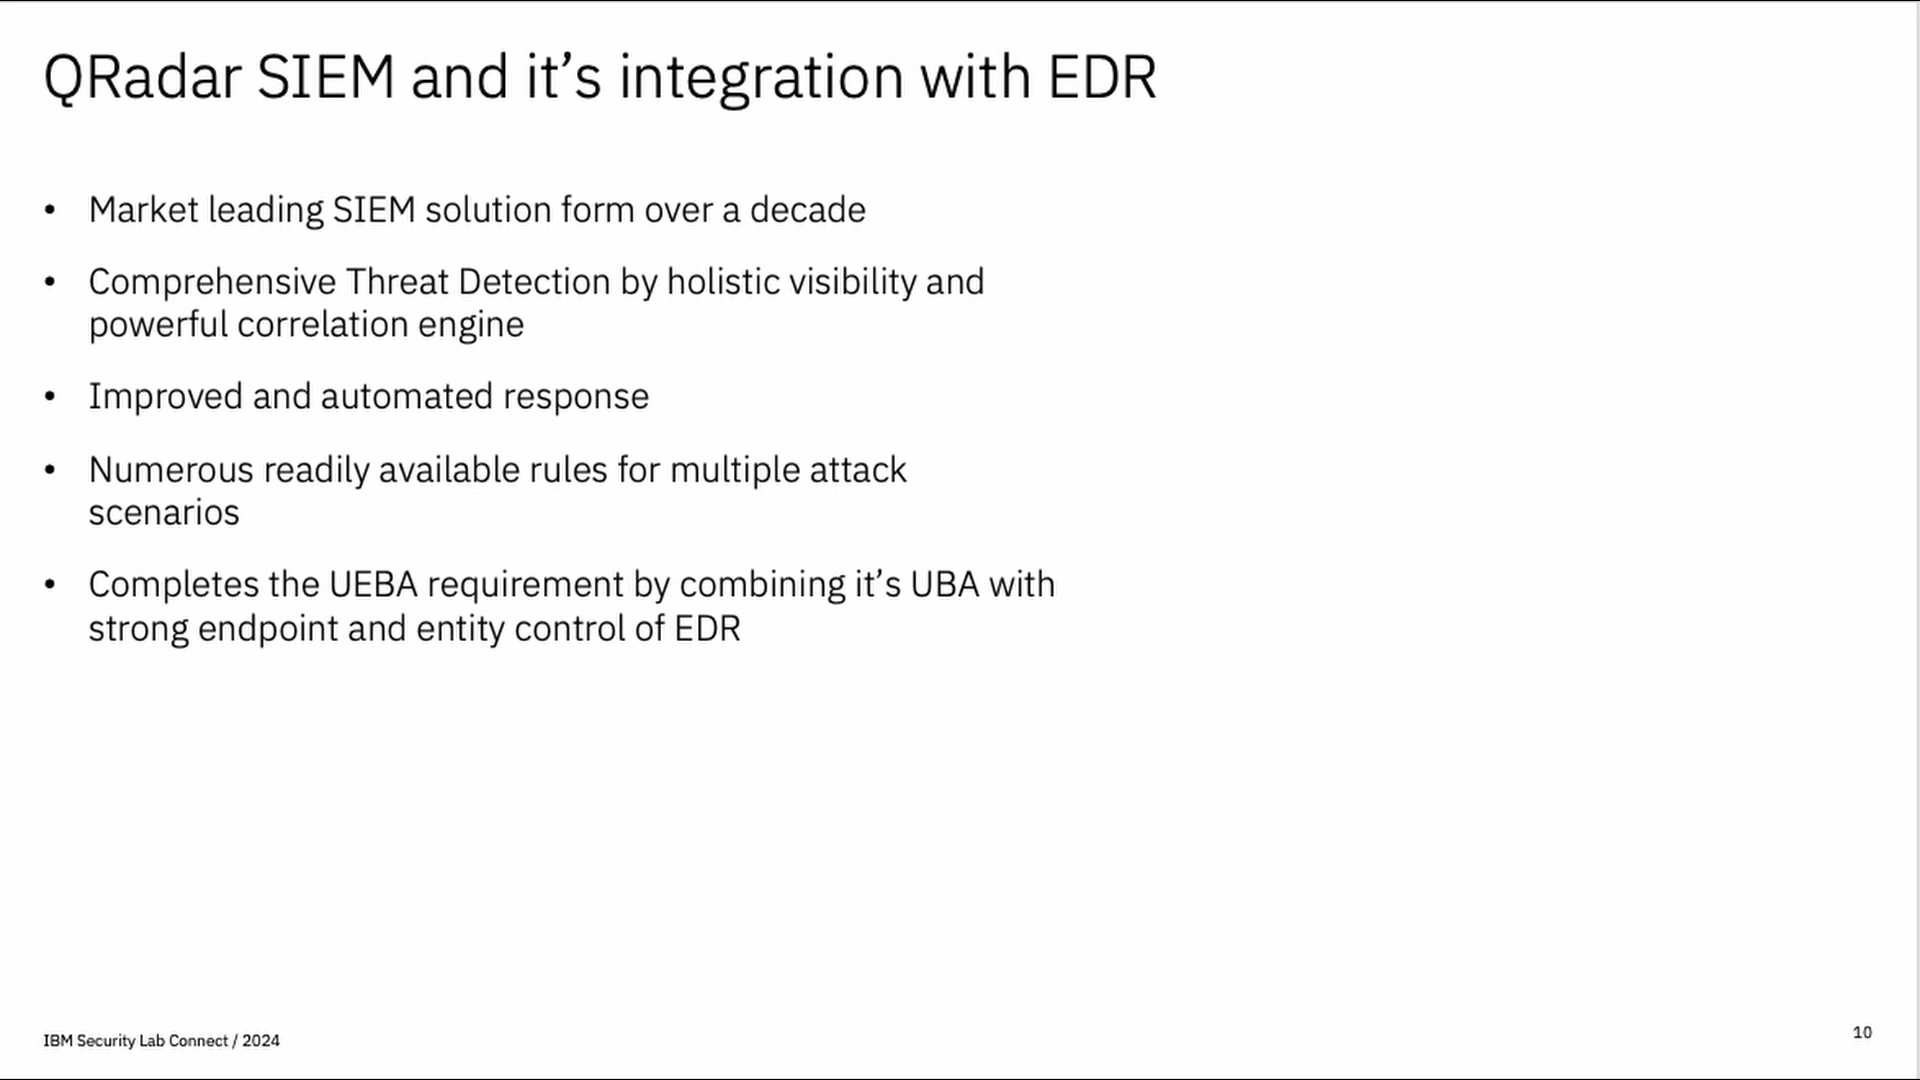 QRadar SIEM and it’s integration with EDR
• Market leading SIEM solution form over a decade
• Comprehensive Threat Detection by holistic visibility and
powerful correlation engine
• Improved and automated response
• Numerous readily available rules for multiple attack
scenarios
• Completes the UEBA requirement by combining it’s UBA with
strong endpoint and entity control of EDR
IBM Security Lab Connect / 2024
10